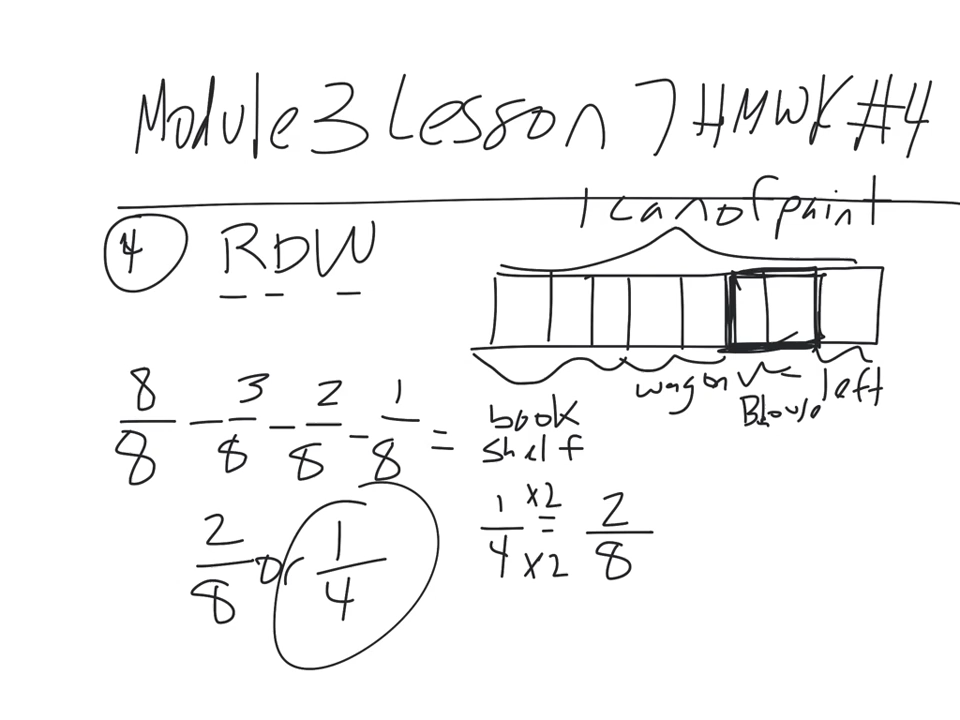 Module 3 Lesson 7 HMWK #4
1 can of paint
4 RDW
wagon
left
book
shelf
8/8 - 3/8 - 2/8 - 1/8 =
2/8 or 1/4
1/4 x2 = x2 2/8